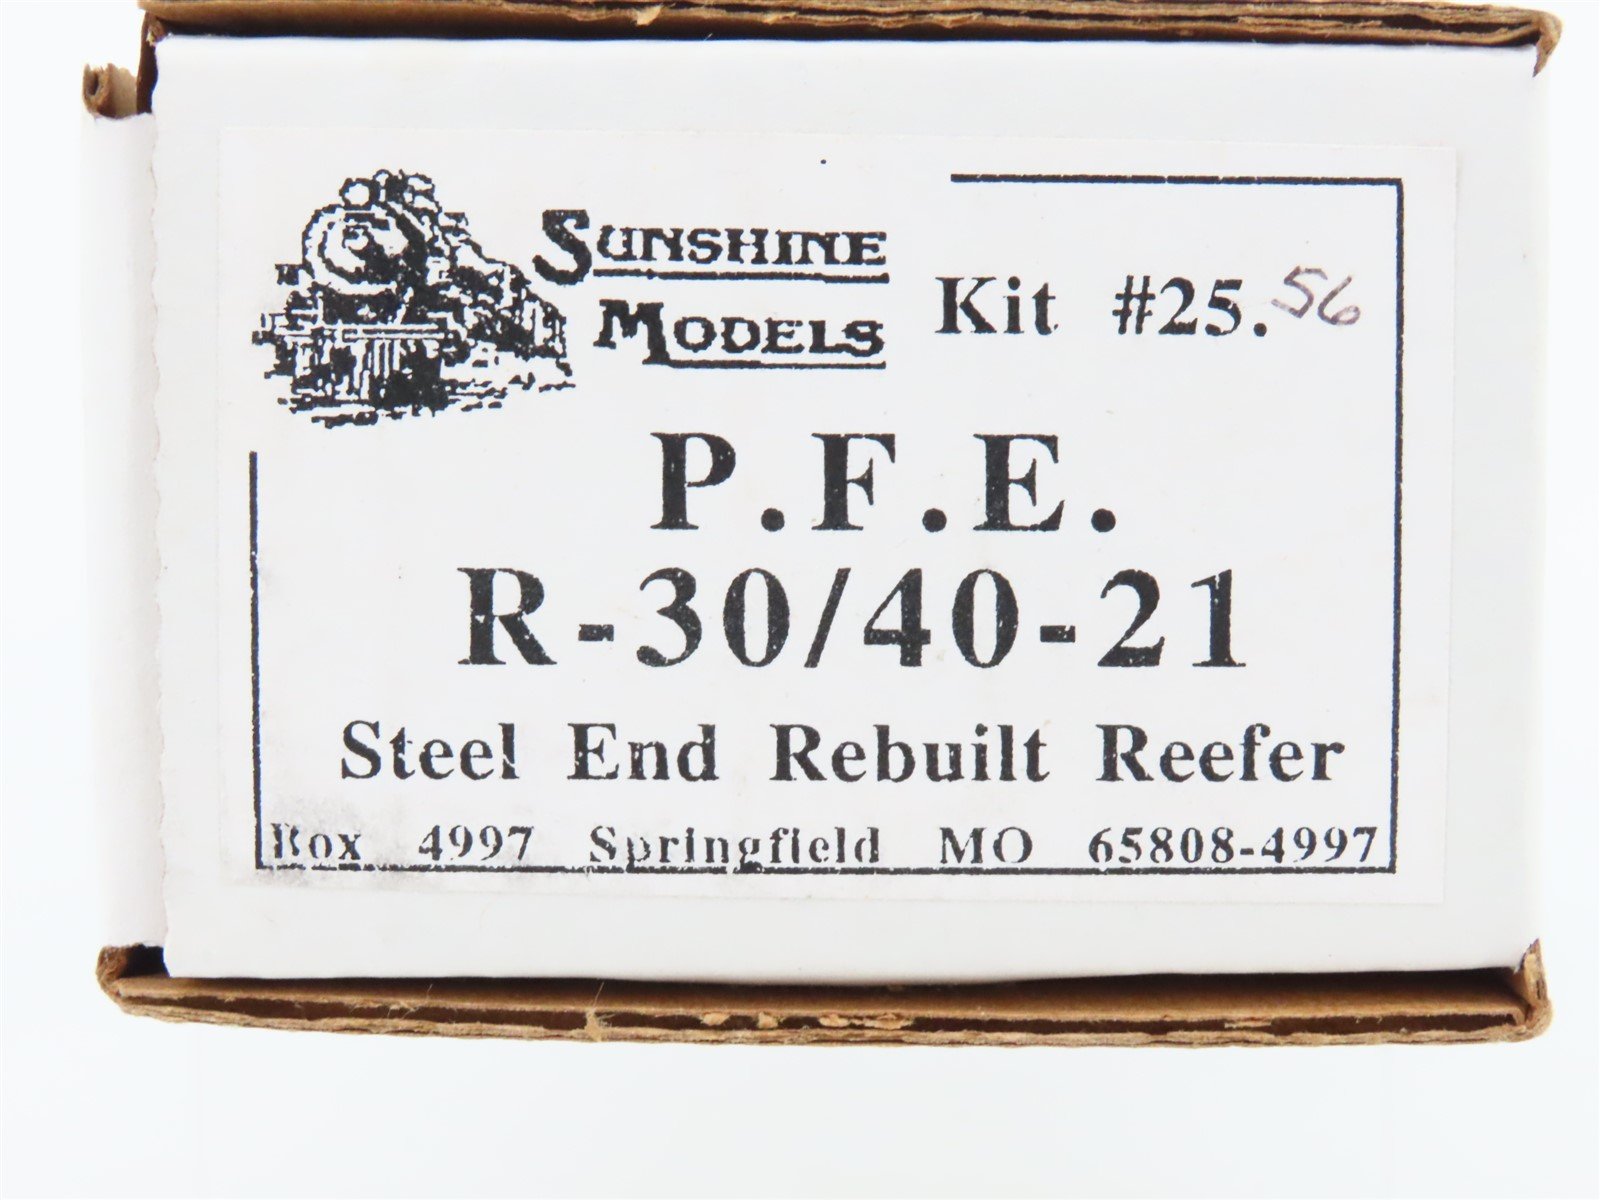 SUNSHINE
MODELS
Kit #25.56
P.F.E.
R-30/40-21
Steel End Rebuilt Reefer
Box 4997 Springfield MO 65808-4997